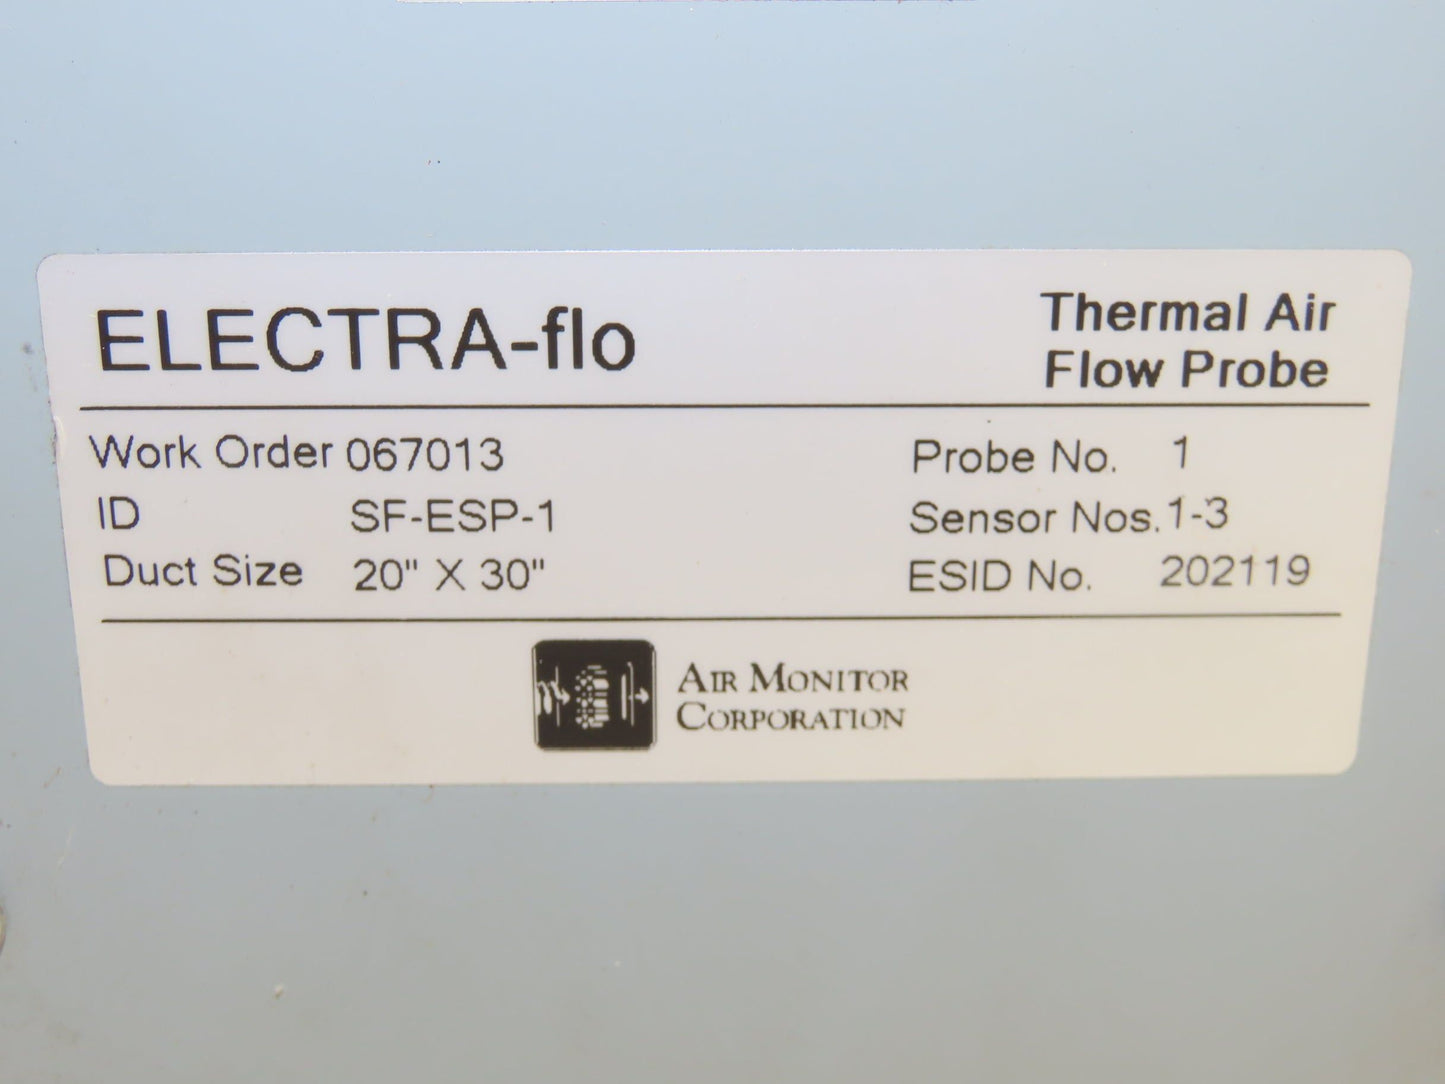 ELECTRA-flo
Thermal Air
Flow Probe
Work Order 067013
Probe No. 1
ID SF-ESP-1
Sensor Nos. 1-3
Duct Size 20" X 30"
ESID No. 202119
AIR MONITOR
CORPORATION